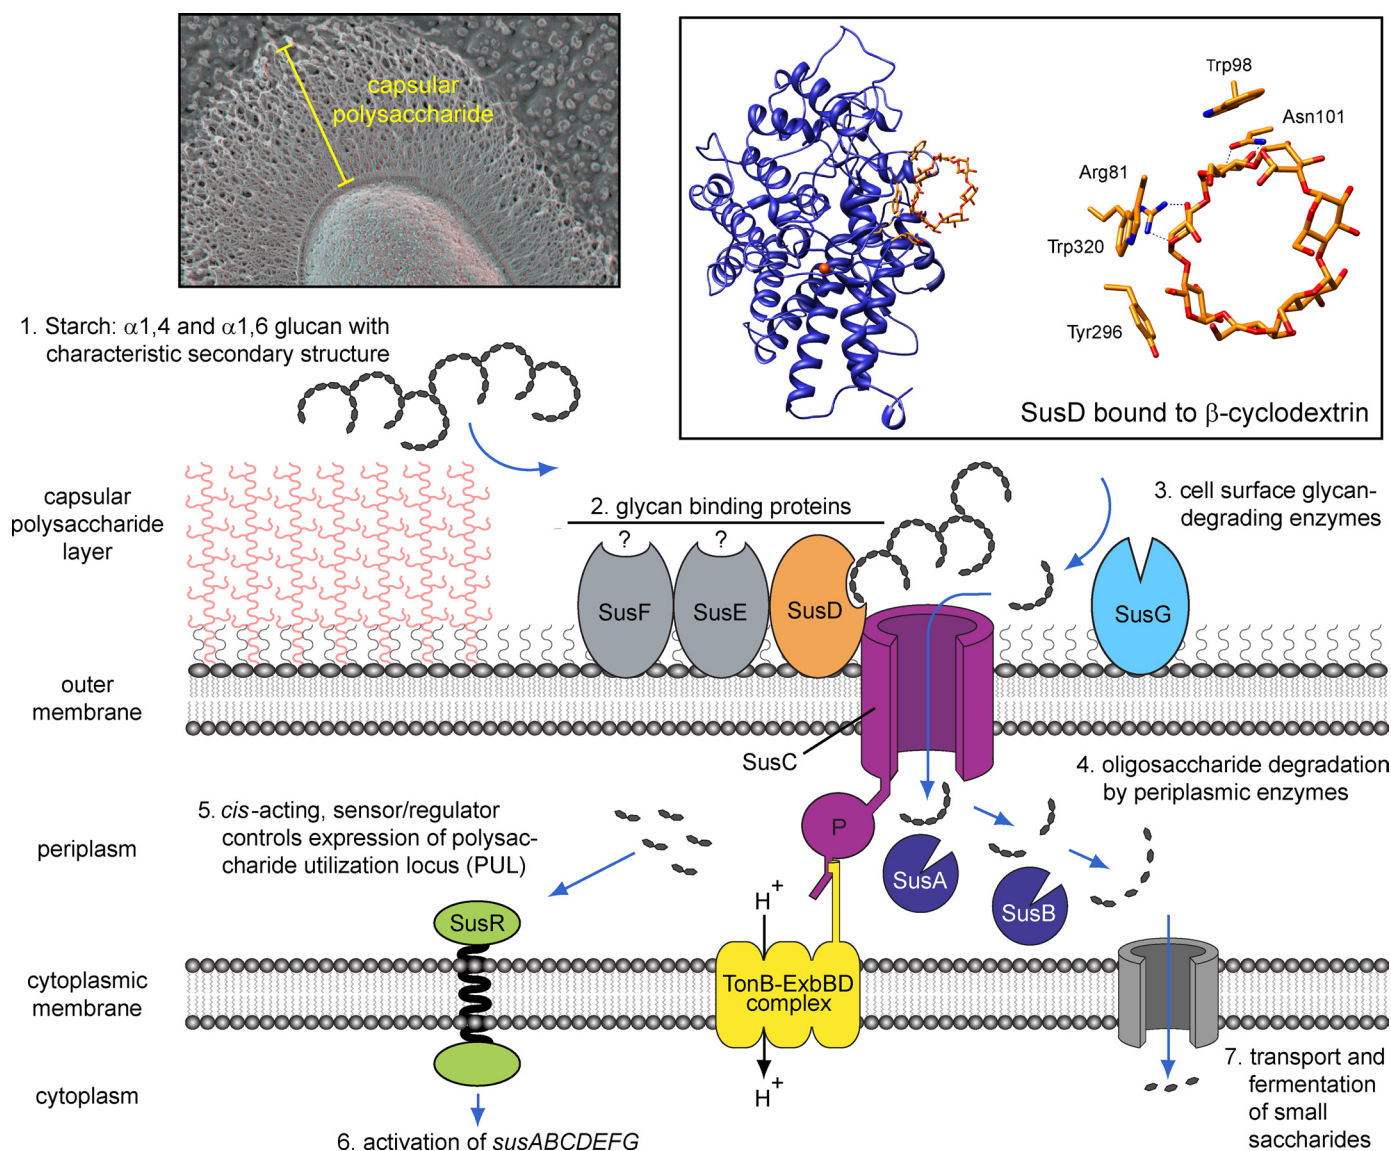 capsular
polysaccharide
Trp98
Asn101
Arg81
Trp320
Tyr296
SusD bound to β-cyclodextrin
1. Starch: α1,4 and α1,6 glucan with
characteristic secondary structure
capsular
polysaccharide
layer
2. glycan binding proteins
3. cell surface glycan-
degrading enzymes
?
?
SusF
SusE
SusD
SusG
outer
membrane
SusC
4. oligosaccharide degradation
by periplasmic enzymes
5. cis-acting, sensor/regulator
controls expression of polysac-
charide utilization locus (PUL)
periplasm
P
SusA
SusB
H+
SusR
cytoplasmic
membrane
TonB-ExbBD
complex
H+
cytoplasm
6. activation of susABCDEFG
7. transport and
fermentation
of small
saccharides